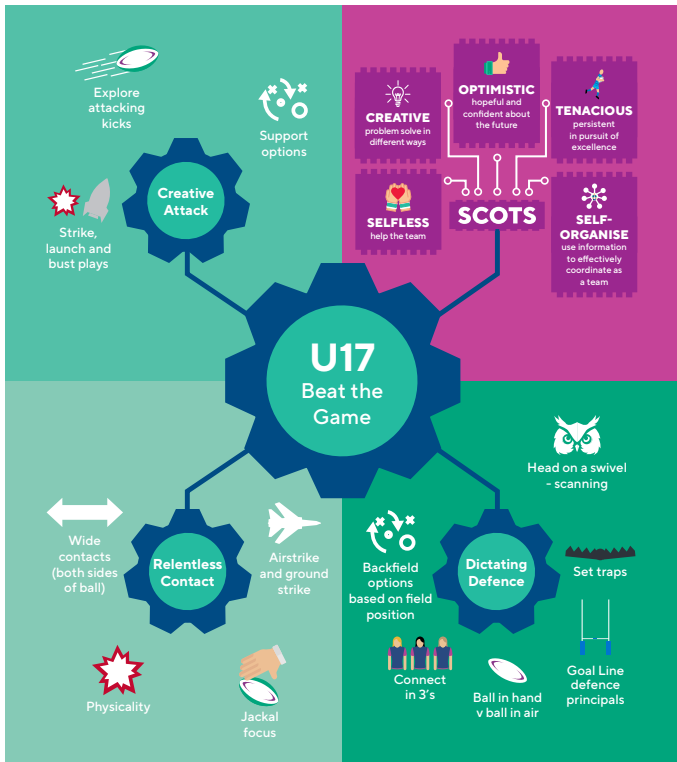 Explore
attacking
kicks
Support
options
Creative
Attack
Strike,
launch and
bust plays
OPTIMISTIC
hopeful and
confident about
the future
CREATIVE
problem solve in
different ways
TENACIOUS
persistent
in pursuit of
excellence
SELFLESS
help the team
SCOTS
SELF-
ORGANISE
use information
to effectively
coordinate as
a team
U17
Beat the
Game
Wide
contacts
(both sides
of ball)
Relentless
Contact
Airstrike
and ground
strike
Physicality
Jackal
focus
Head on a swivel
- scanning
Backfield
options
based on field
position
Dictating
Defence
Set traps
Connect
in 3's
Ball in hand
v ball in air
Goal Line
defence
principals